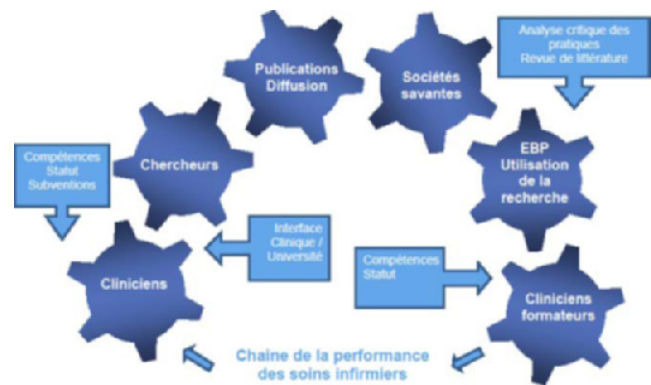 Analyse critique des
pratiques
Revue de littérature
Publications
Diffusion
Sociétés
savantes
EBP
Utilisation
de la
recherche
Compétences
Statut
Subventions
Chercheurs
Interface
Clinique /
Université
Compétences
Statut
Cliniciens
Cliniciens
formateurs
Chaine de la performance
des soins infirmiers